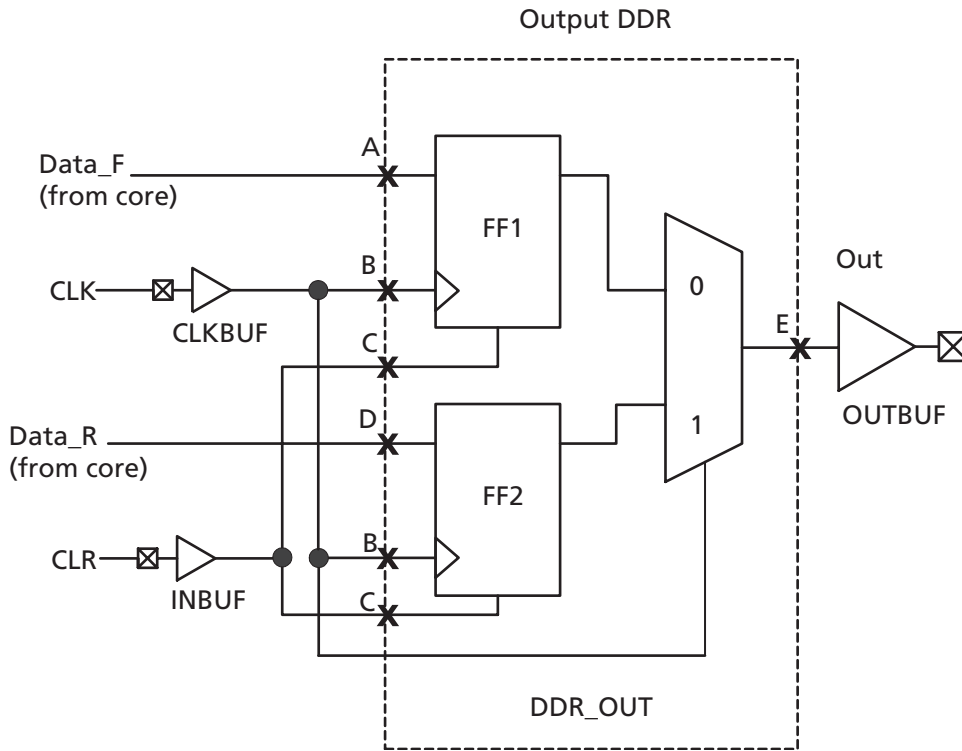 Output DDR
A
Data_F
(from core)
FF1
B
CLK
CLKBUF
0
Out
E
C
OUTBUF
D
Data_R
(from core)
1
FF2
B
CLR
INBUF
C
DDR_OUT